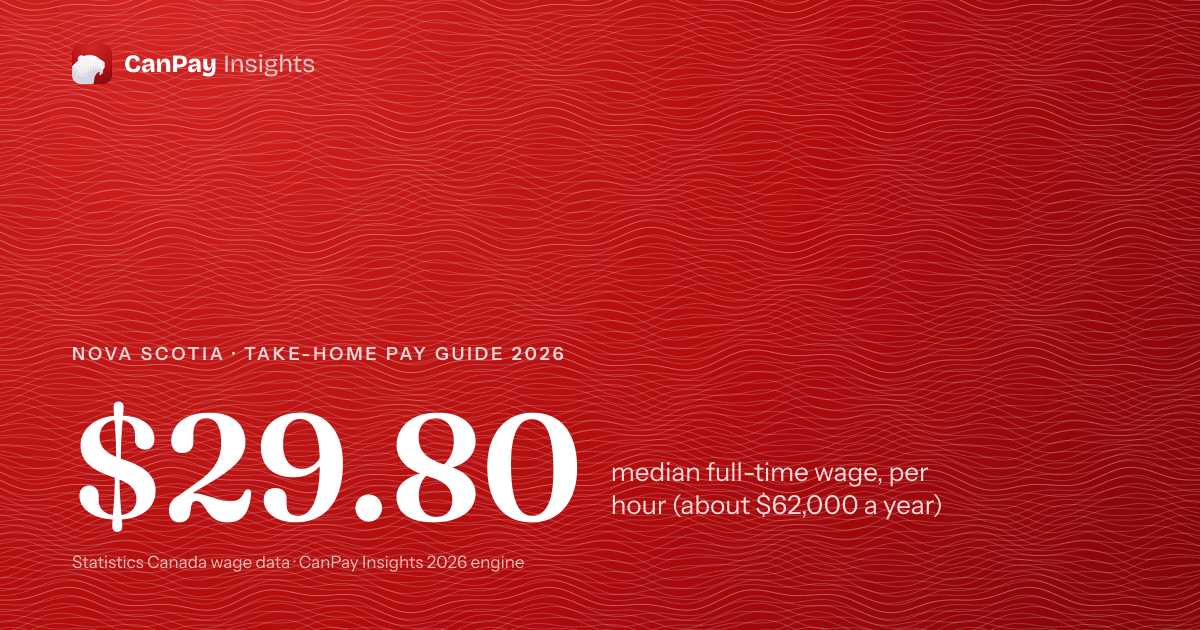 CanPay Insights
NOVA SCOTIA · TAKE-HOME PAY GUIDE 2026
$29.80
median full-time wage, per
hour (about $62,000 a year)
Statistics Canada wage data · CanPay Insights 2026 engine